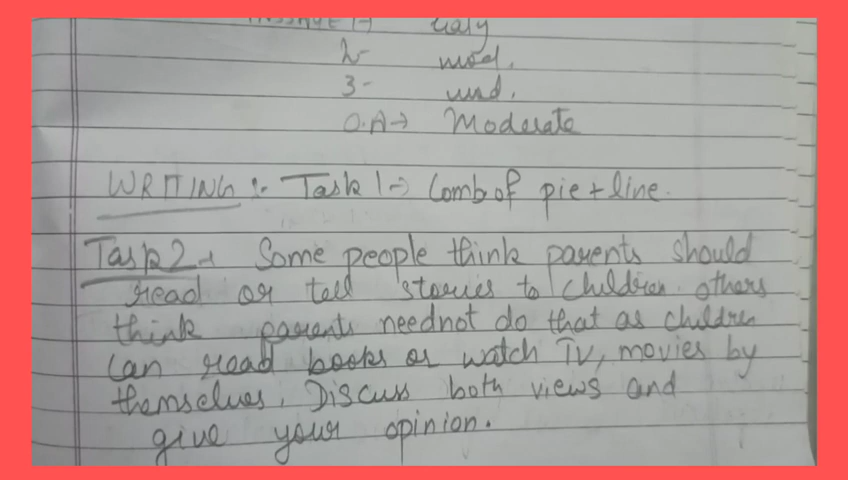 1→ Easy
2- mod.
3- mod.
O.A→ Moderate
WRITING :- Task 1→ Comb of pie + line.
Task 2→ Some people think parents should
read or tell stories to children. others
think parents neednot do that as children
can read books or watch TV, movies by
themselves. Discuss both views and
give your opinion.